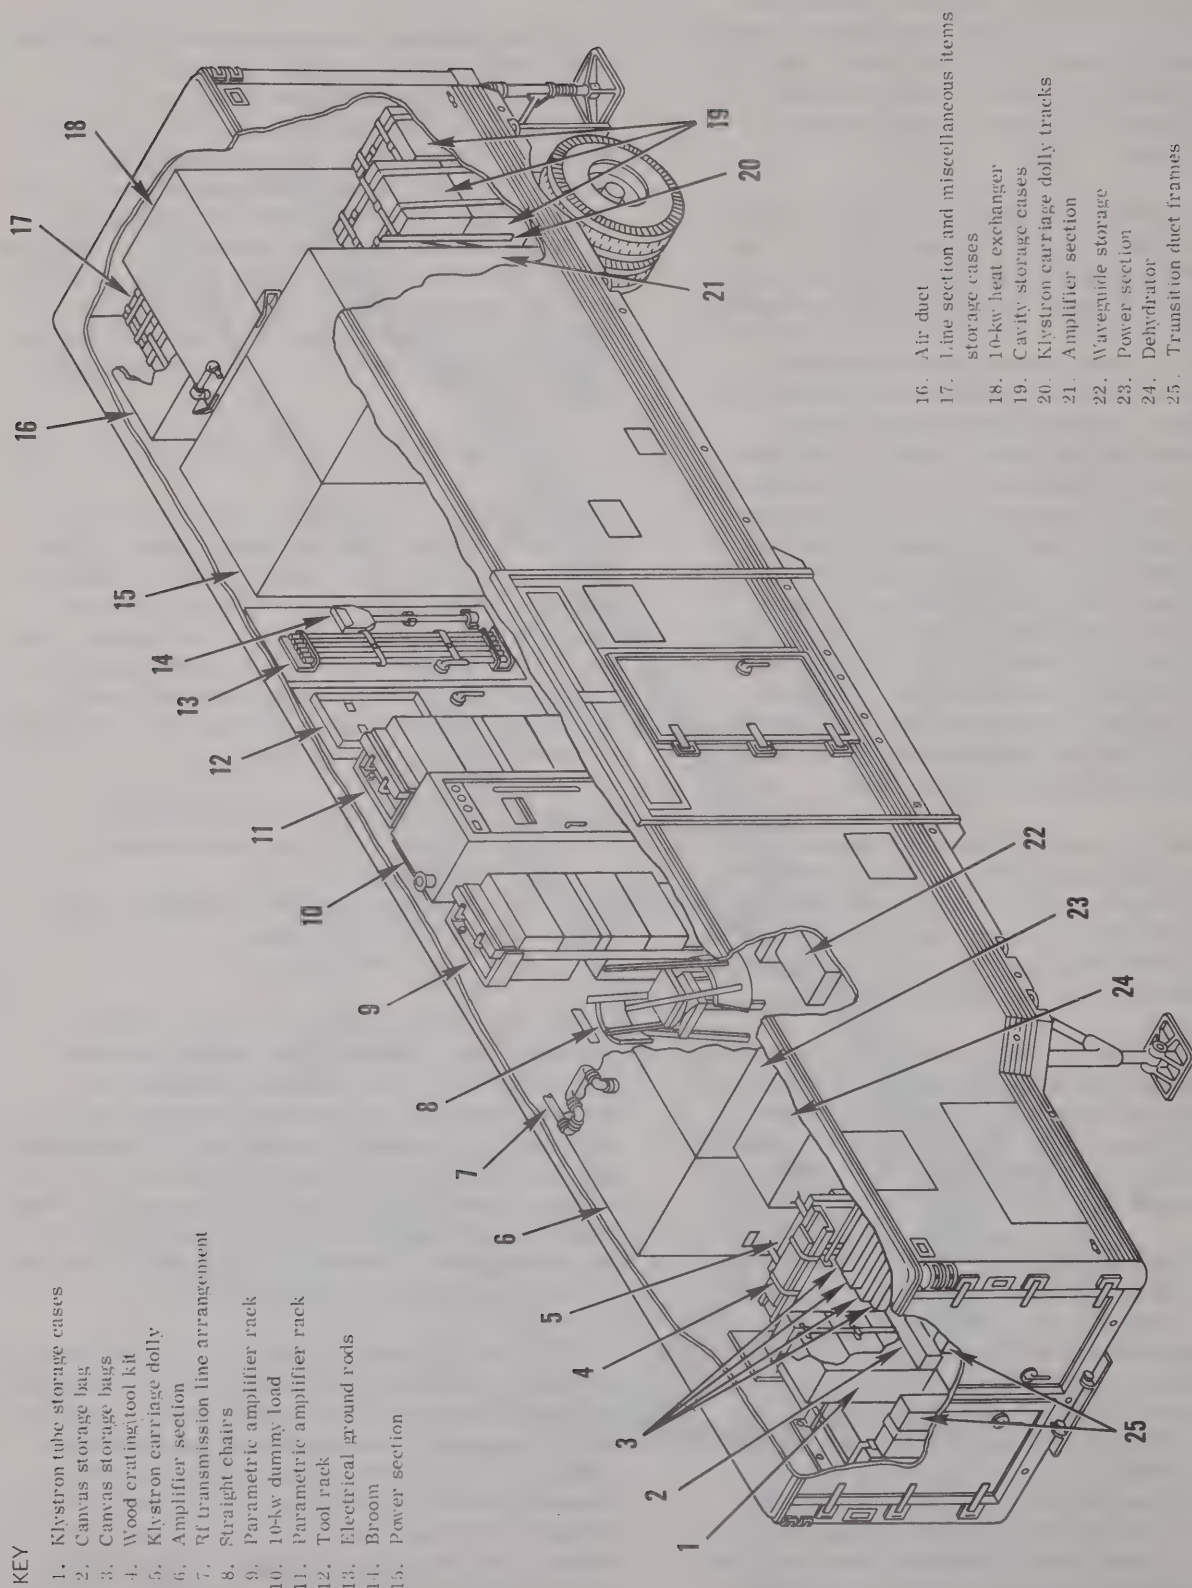 KEY
1. Klystron tube storage cases
2. Canvas storage bag
3. Canvas storage bags
4. Wood crating tool kit
5. Klystron carriage dolly
6. Amplifier section
7. Rf transmission line arrangement
8. Straight chairs
9. Parametric amplifier rack
10. 10-kw dummy load
11. Parametric amplifier rack
12. Tool rack
13. Electrical ground rods
14. Broom
15. Power section
16. Air duct
17. Line section and miscellaneous items
storage cases
18. 10-kw heat exchanger
19. Cavity storage cases
20. Klystron carriage dolly tracks
21. Amplifier section
22. Waveguide storage
23. Power section
24. Dehydrator
25. Transition duct frames
1
2
3
4
5
6
7
8
9
10
11
12
13
14
15
16
17
18
19
20
21
22
23
24
25